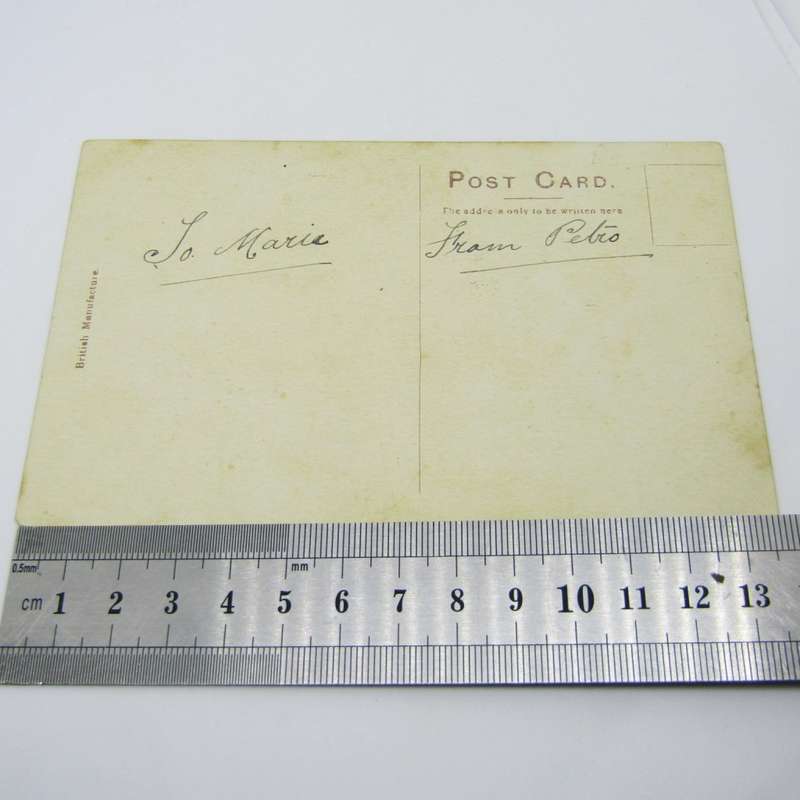 POST CARD.
The addre s only to be written here
To. Marie
From Petro
British Manufacture.
0.5mm
mm
cm 1 2 3 4 5 6 7 8 9 10 11 12 13